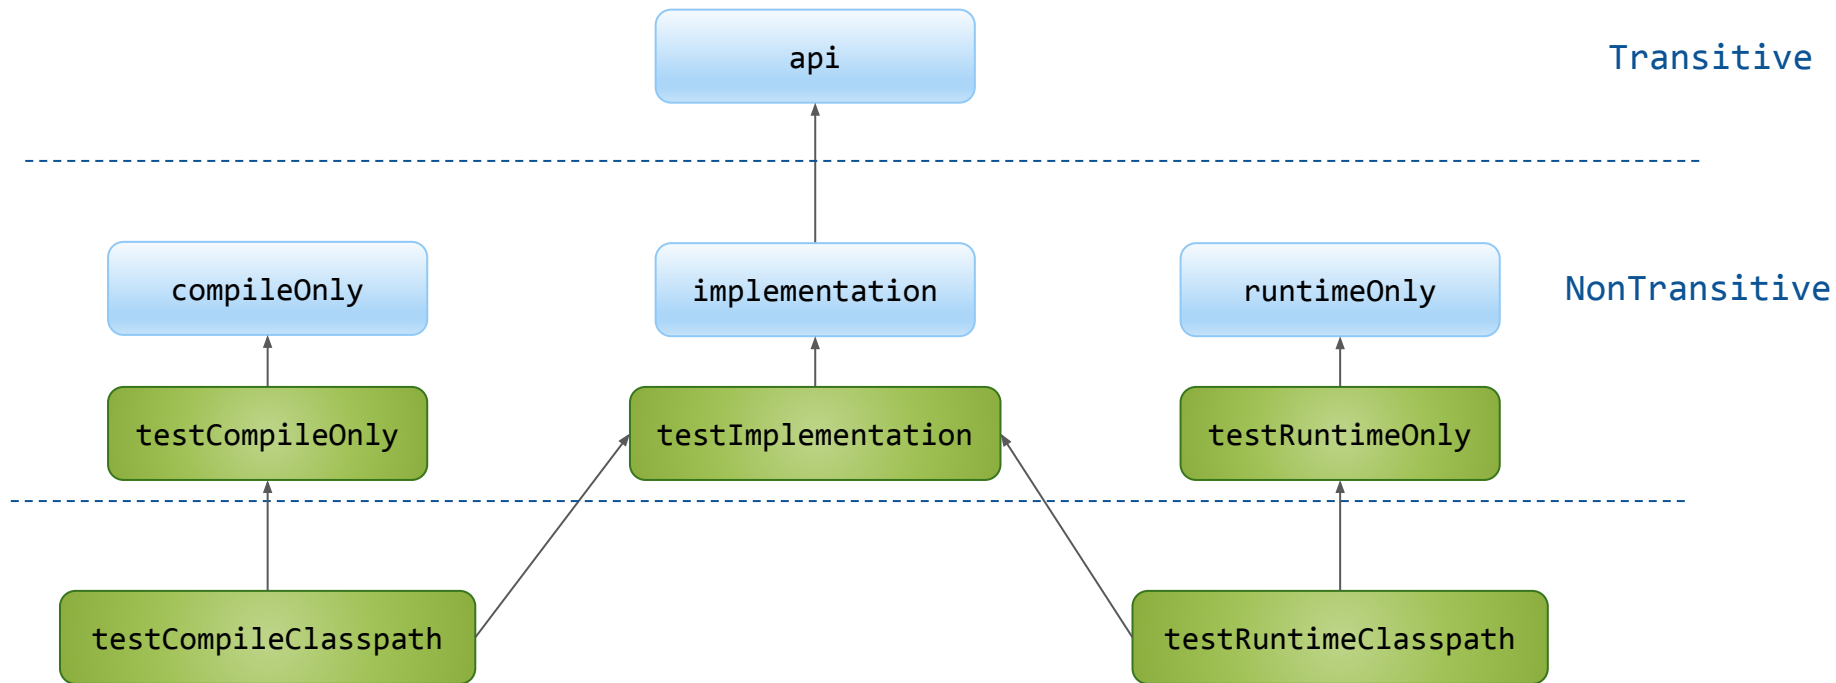 api
Transitive
compileOnly
implementation
runtimeOnly
NonTransitive
testCompileOnly
testImplementation
testRuntimeOnly
testCompileClasspath
testRuntimeClasspath